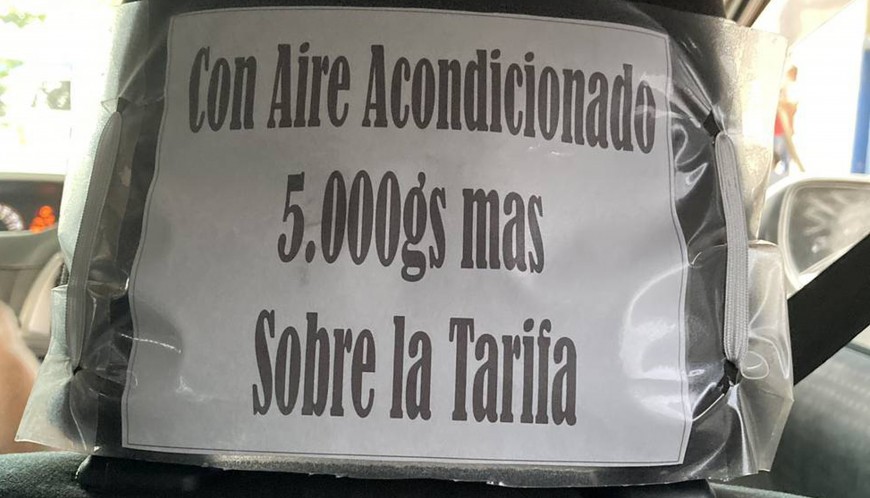 Con Aire Acondicionado
5.000gs mas
Sobre la Tarifa